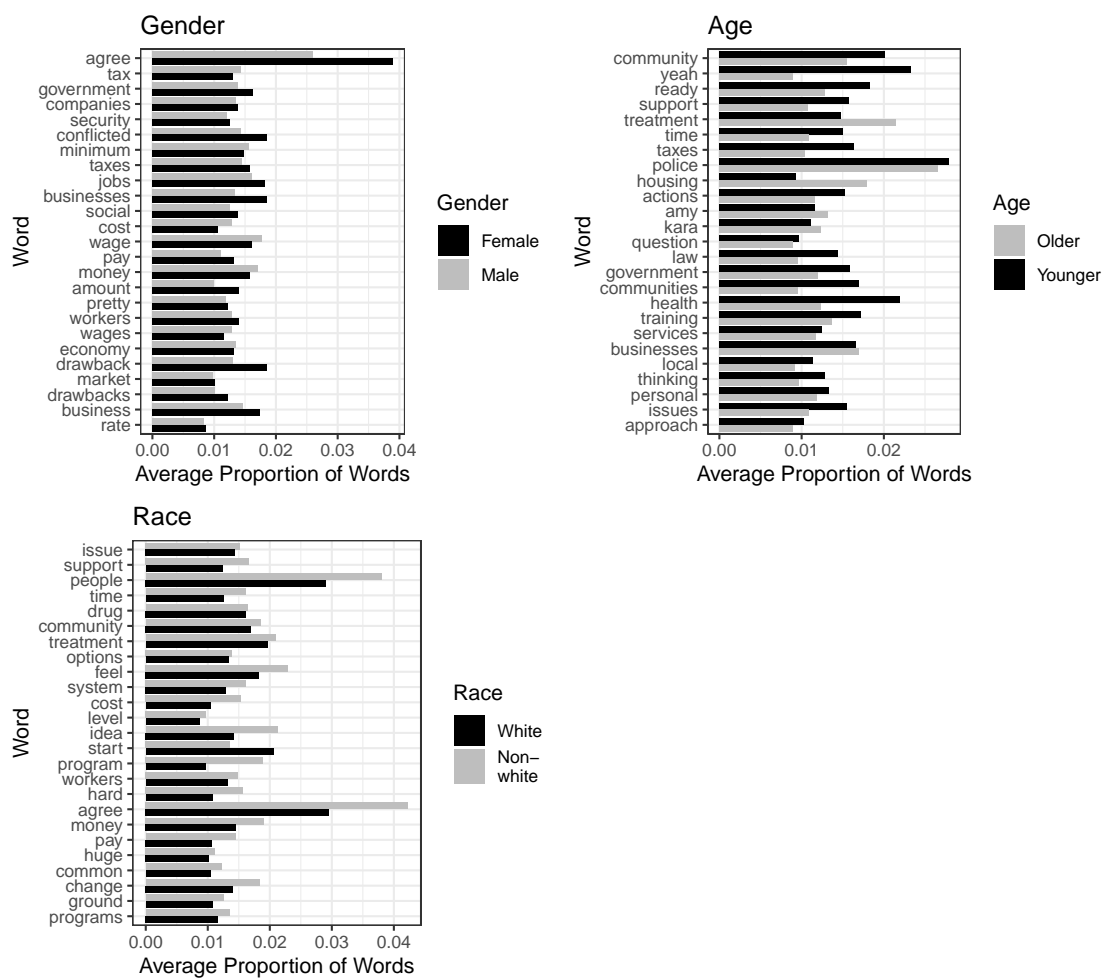 Gender
Word
agree
tax
government
companies
security
conflicted
minimum
taxes
jobs
businesses
social
cost
wage
pay
money
amount
pretty
workers
wages
economy
drawback
market
drawbacks
business
rate
0.00 0.01 0.02 0.03 0.04
Average Proportion of Words
Gender
Female
Male
Age
Word
community
yeah
ready
support
treatment
time
taxes
police
housing
actions
amy
kara
question
law
government
communities
health
training
services
businesses
local
thinking
personal
issues
approach
0.00 0.01 0.02
Average Proportion of Words
Age
Older
Younger
Race
Word
issue
support
people
time
drug
community
treatment
options
feel
system
cost
level
idea
start
program
workers
hard
agree
money
pay
huge
common
change
ground
programs
0.00 0.01 0.02 0.03 0.04
Average Proportion of Words
Race
White
Non−
white